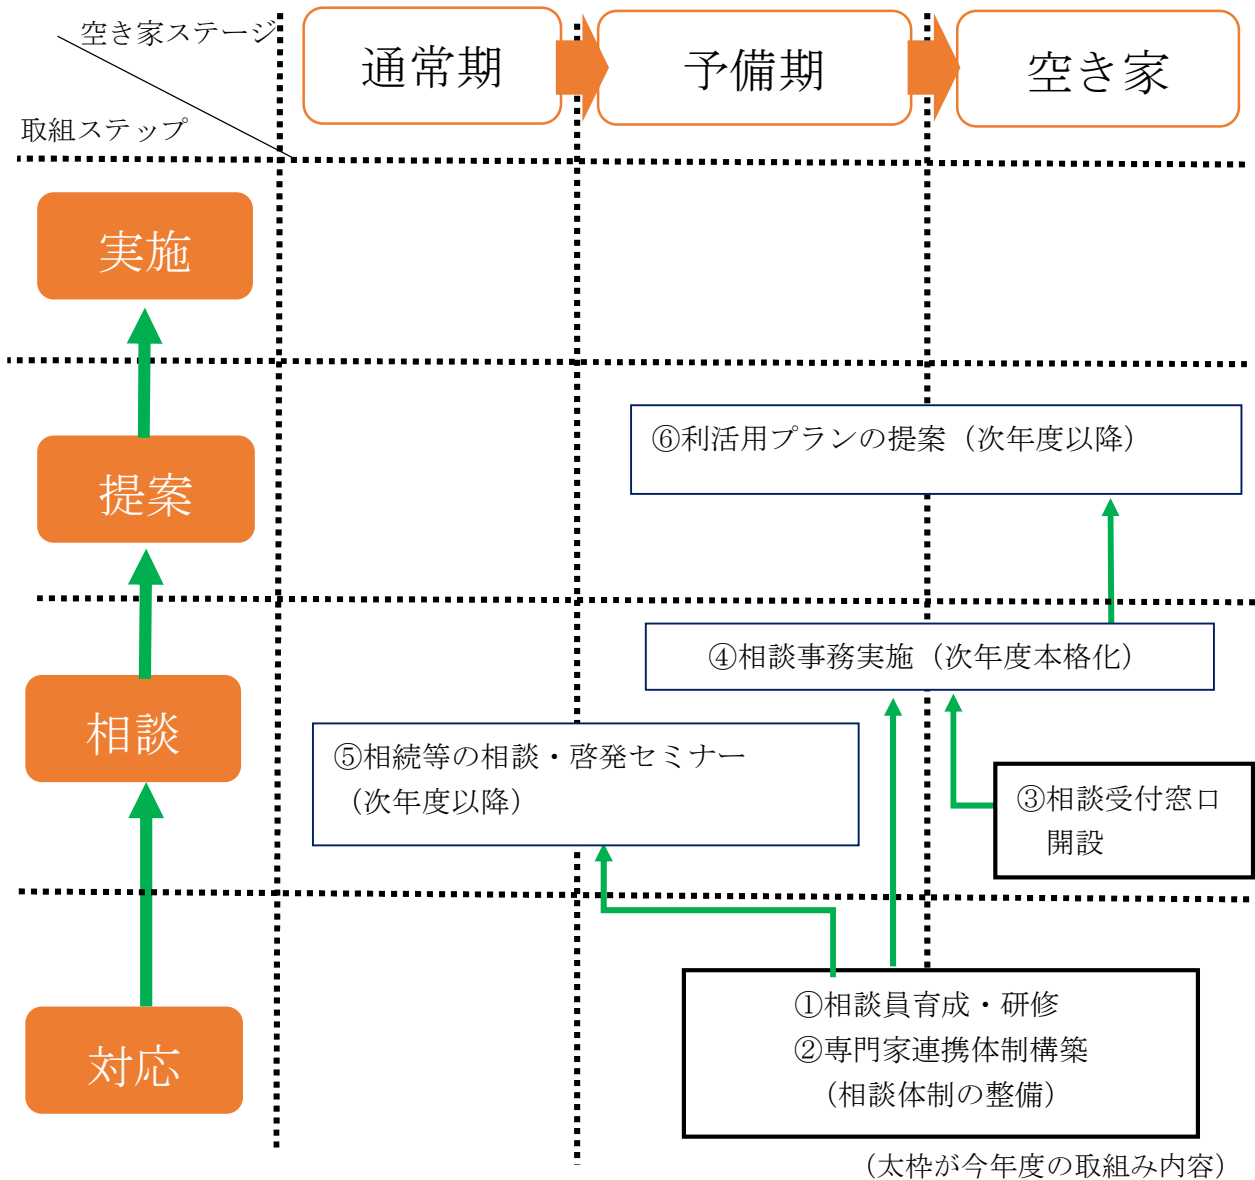 空き家ステージ
取組ステップ
通常期
予備期
空き家
実施
提案
⑥利活用プランの提案（次年度以降）
相談
④相談事務実施（次年度本格化）
⑤相続等の相談・啓発セミナー
（次年度以降）
③相談受付窓口
開設
対応
①相談員育成・研修
②専門家連携体制構築
（相談体制の整備）
（太枠が今年度の取組み内容）